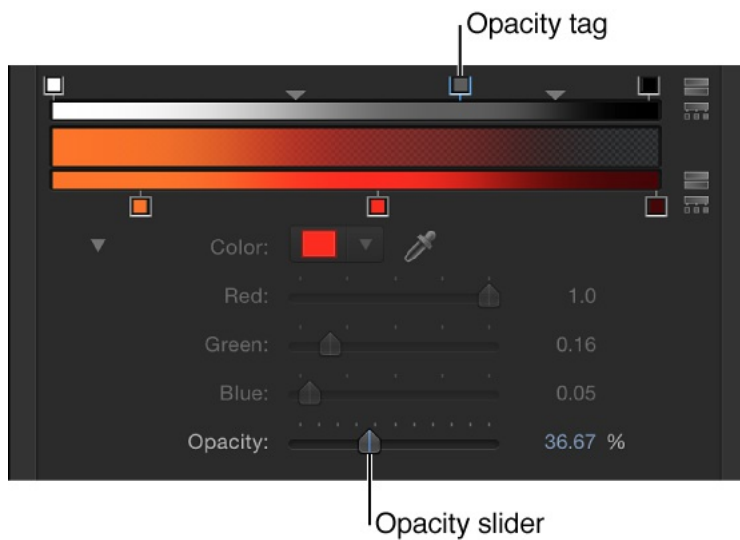 Opacity tag
Color:
Red: 1.0
Green: 0.16
Blue: 0.05
Opacity: 36.67 %
Opacity slider